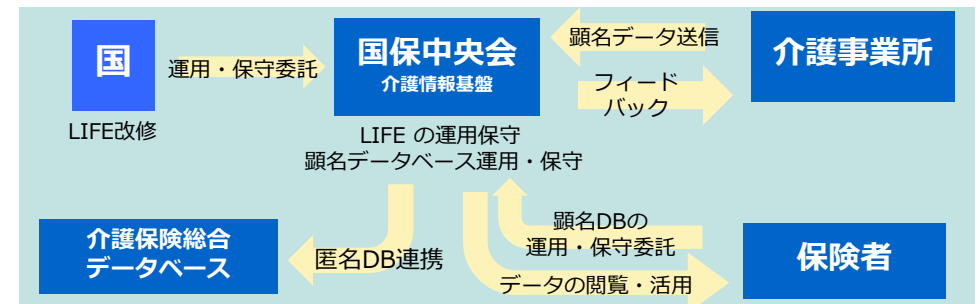 国
運用・保守委託
LIFE改修
国保中央会
介護情報基盤
LIFE の運用保守
顕名データベース運用・保守
顕名データ送信
フィード
バック
介護事業所
介護保険総合
データベース
匿名DB連携
顕名DBの
運用・保守委託
データの閲覧・活用
保険者